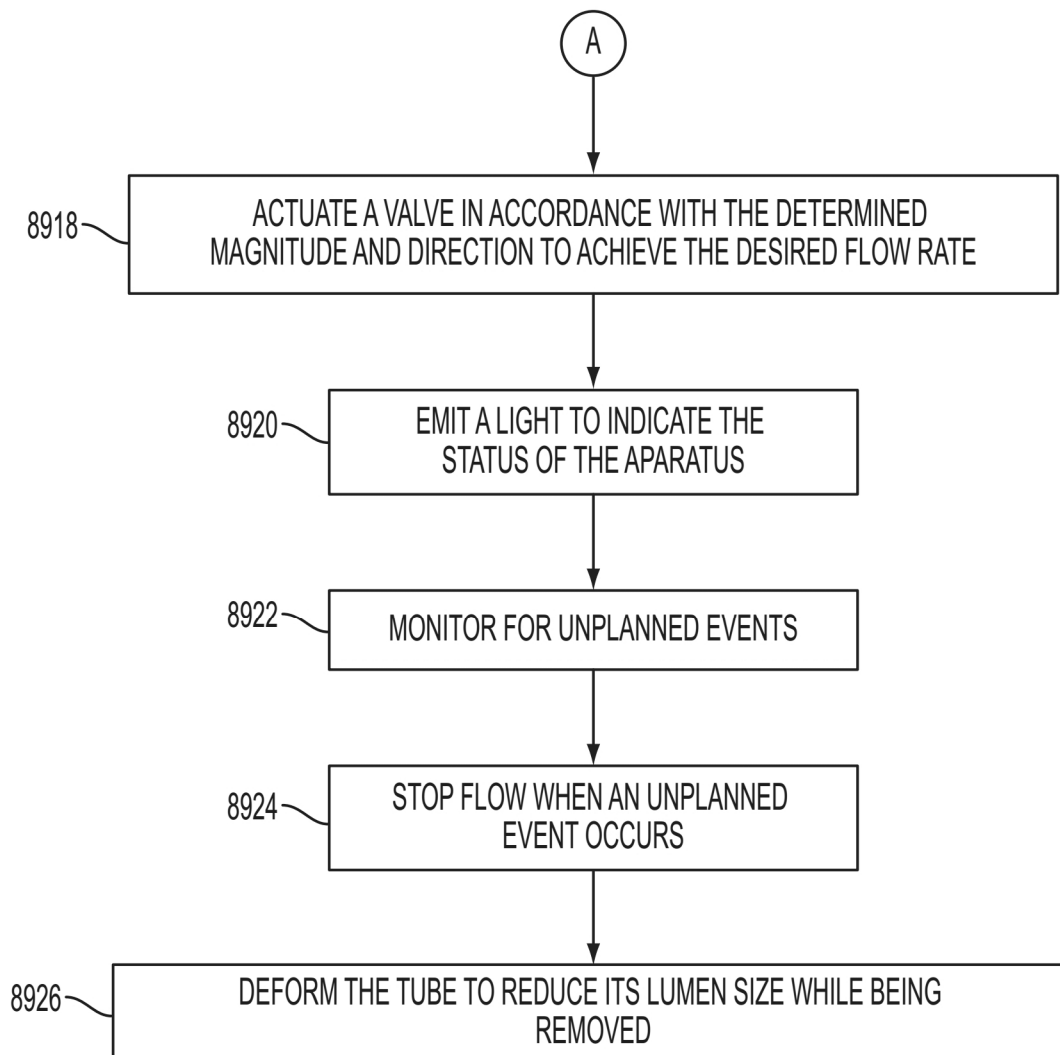 A
8918
ACTUATE A VALVE IN ACCORDANCE WITH THE DETERMINED
MAGNITUDE AND DIRECTION TO ACHIEVE THE DESIRED FLOW RATE
8920
EMIT A LIGHT TO INDICATE THE
STATUS OF THE APARATUS
8922
MONITOR FOR UNPLANNED EVENTS
8924
STOP FLOW WHEN AN UNPLANNED
EVENT OCCURS
8926
DEFORM THE TUBE TO REDUCE ITS LUMEN SIZE WHILE BEING
REMOVED